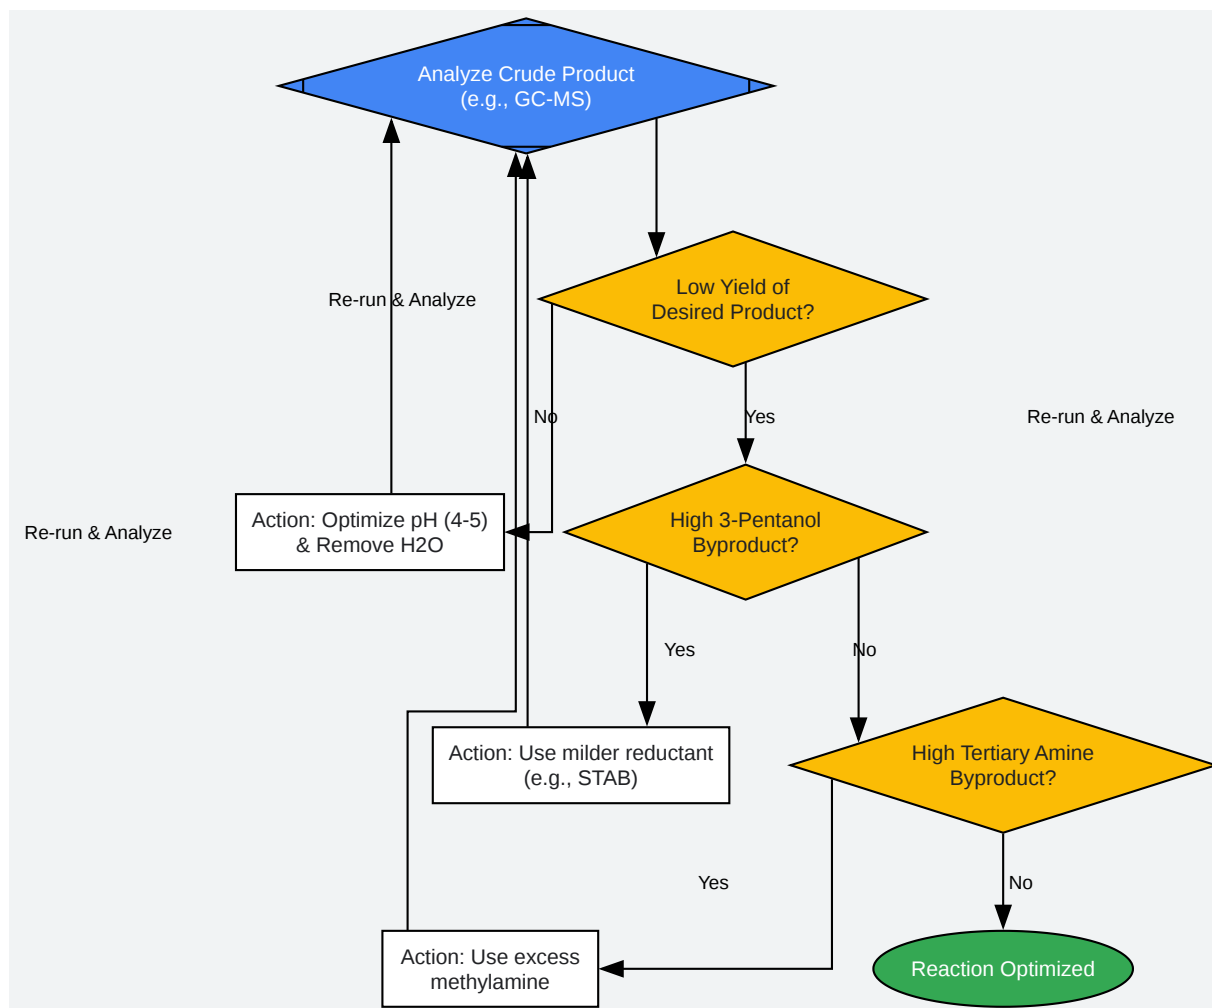 Analyze Crude Product
(e.g., GC-MS)
Low Yield of
Desired Product?
Re-run & Analyze
No
Yes
Re-run & Analyze
Action: Optimize pH (4-5)
& Remove H2O
High 3-Pentanol
Byproduct?
Re-run & Analyze
Yes
No
Action: Use milder reductant
(e.g., STAB)
High Tertiary Amine
Byproduct?
Yes
No
Action: Use excess
methylamine
Reaction Optimized